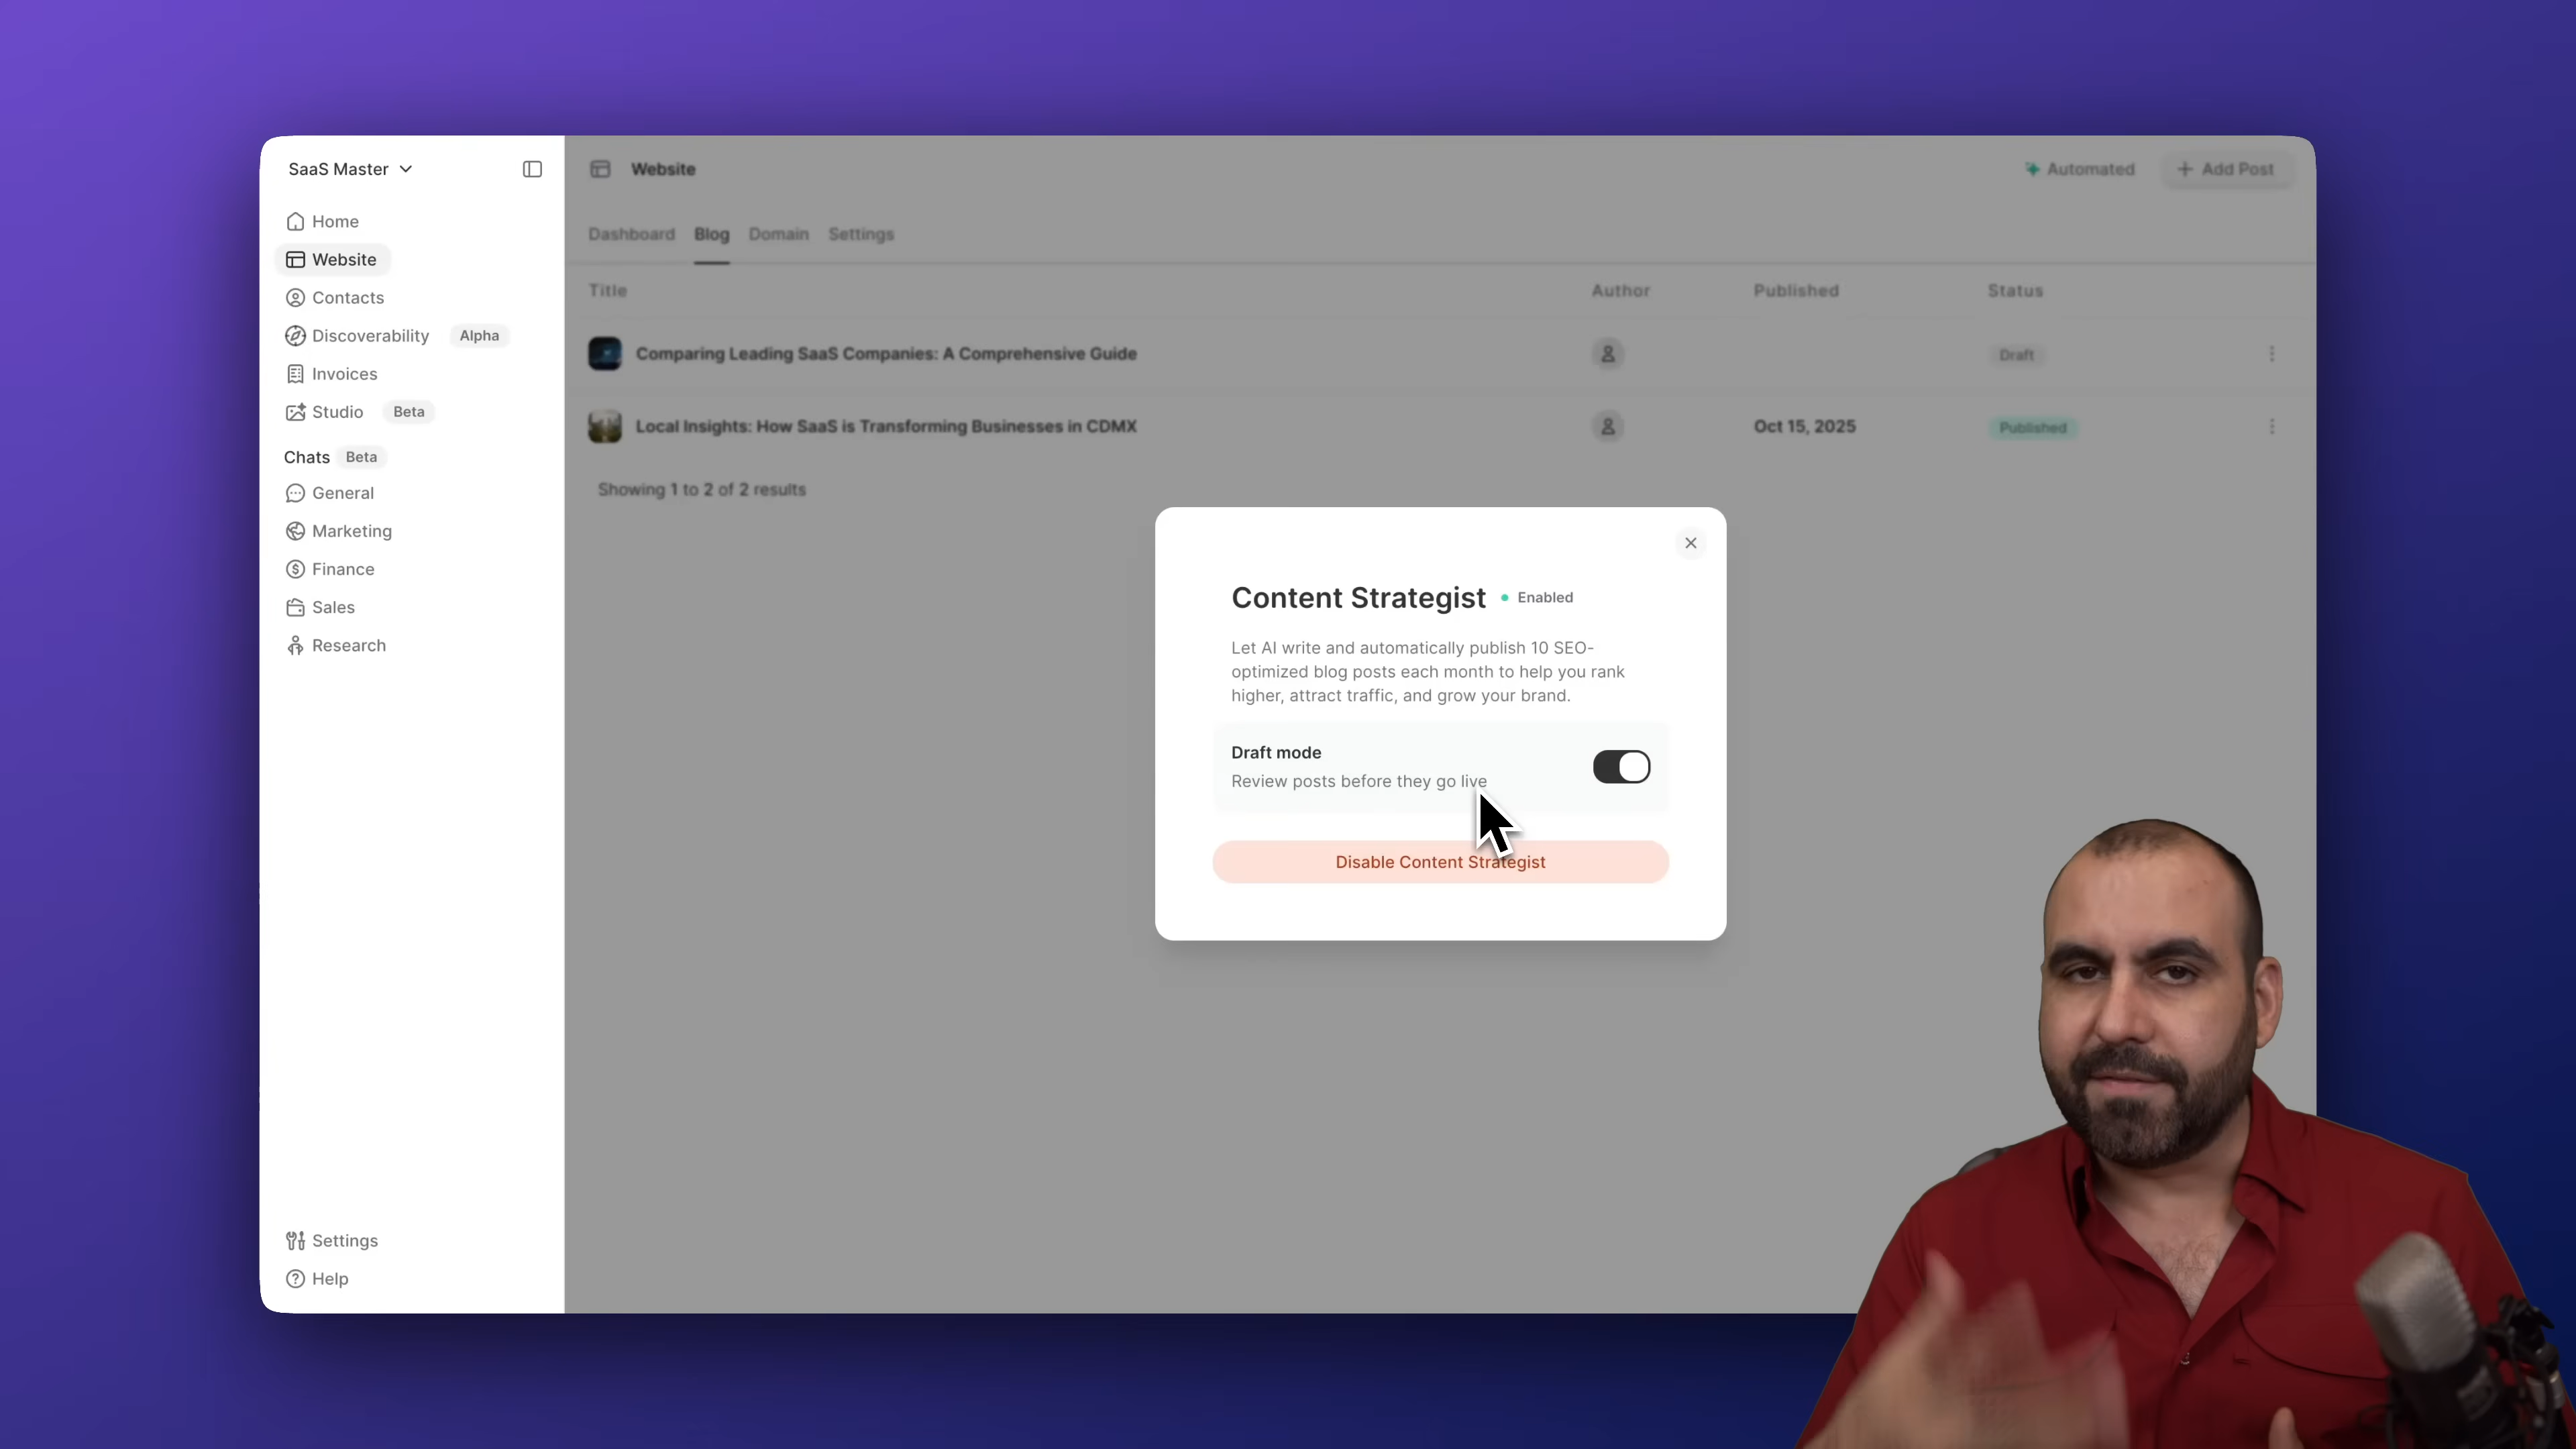 SaaS Master
Home
Website
Contacts
Discoverability Alpha
Invoices
Studio Beta
Chats Beta
General
Marketing
Finance
Sales
Research
Settings
Help
Website
Automated
Add Post
Dashboard Blog Domain Settings
Title Author Published Status
Comparing Leading SaaS Companies: A Comprehensive Guide Draft
Local Insights: How SaaS is Transforming Businesses in CDMX Oct 15, 2025 Published
Showing 1 to 2 of 2 results
Content Strategist Enabled
Let AI write and automatically publish 10 SEO-
optimized blog posts each month to help you rank
higher, attract traffic, and grow your brand.
Draft mode
Review posts before they go live
Disable Content Strategist